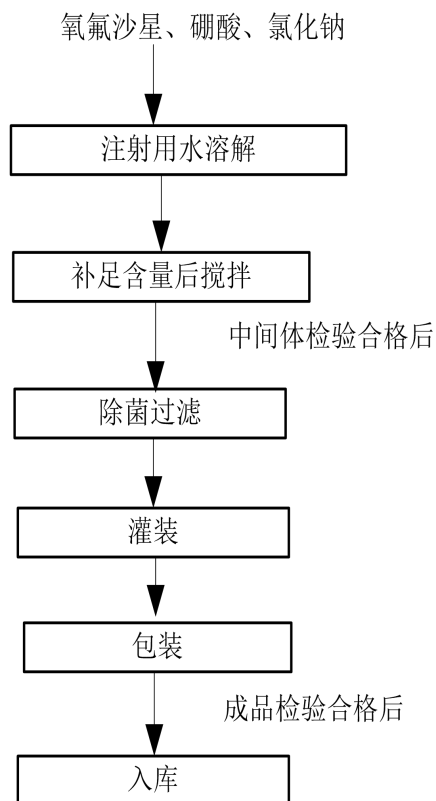 氧氟沙星、硼酸、氯化钠
注射用水溶解
补足含量后搅拌
中间体检验合格后
除菌过滤
灌装
包装
成品检验合格后
入库